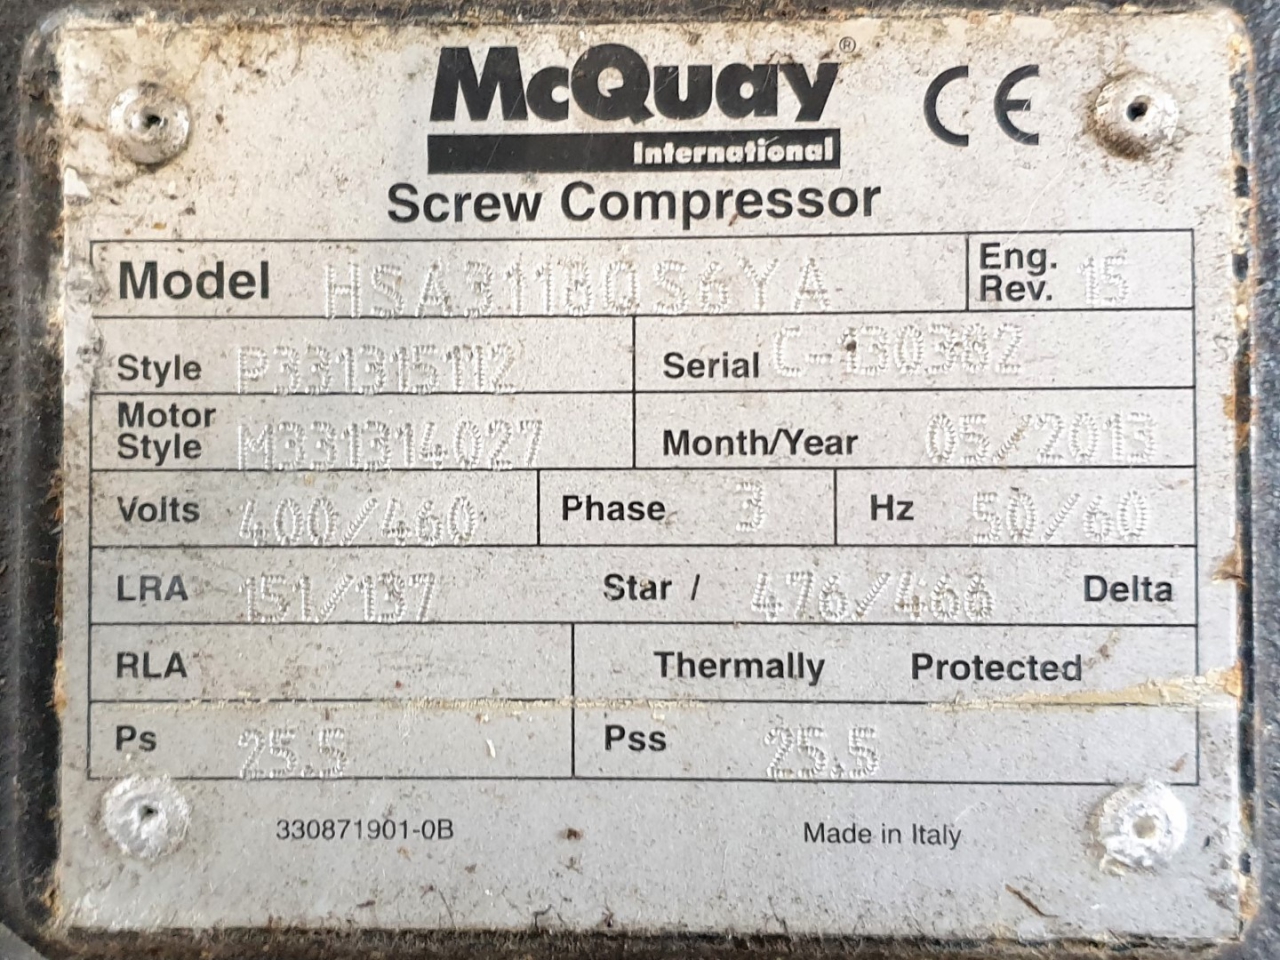 McQuay®
International
CE
Screw Compressor
Model HSA3118QS6YA Eng. Rev. 15
Style P331315112 Serial C-130382
Motor Style M331314027 Month/Year 05/2013
Volts 400/460 Phase 3 Hz 50/60
LRA 151/137 Star / 476/466 Delta
RLA Thermally Protected
Ps 25.5 Pss 25.5
330871901-0B Made in Italy